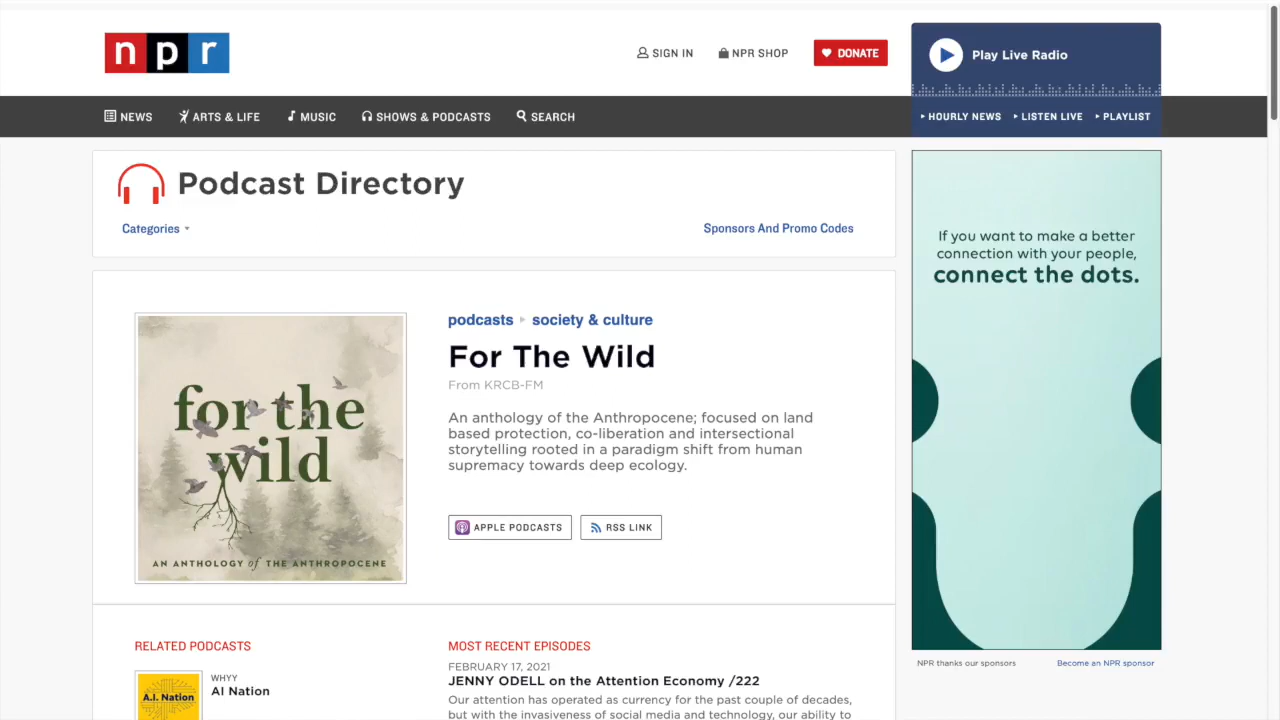 npr
SIGN IN
NPR SHOP
DONATE
Play Live Radio
NEWS
ARTS & LIFE
MUSIC
SHOWS & PODCASTS
SEARCH
HOURLY NEWS
LISTEN LIVE
PLAYLIST
Podcast Directory
Categories
Sponsors And Promo Codes
for the
wild
AN ANTHOLOGY of THE ANTHROPOCENE
podcasts
society & culture
For The Wild
From KRCB-FM
An anthology of the Anthropocene; focused on land
based protection, co-liberation and intersectional
storytelling rooted in a paradigm shift from human
supremacy towards deep ecology.
APPLE PODCASTS
RSS LINK
If you want to make a better
connection with your people,
connect the dots.
NPR thanks our sponsors
Become an NPR sponsor
RELATED PODCASTS
A.I. Nation
WHYY
AI Nation
MOST RECENT EPISODES
FEBRUARY 17, 2021
JENNY ODELL on the Attention Economy /222
Our attention has operated as currency for the past couple of decades,
but with the invasiveness of social media and technology, our ability to